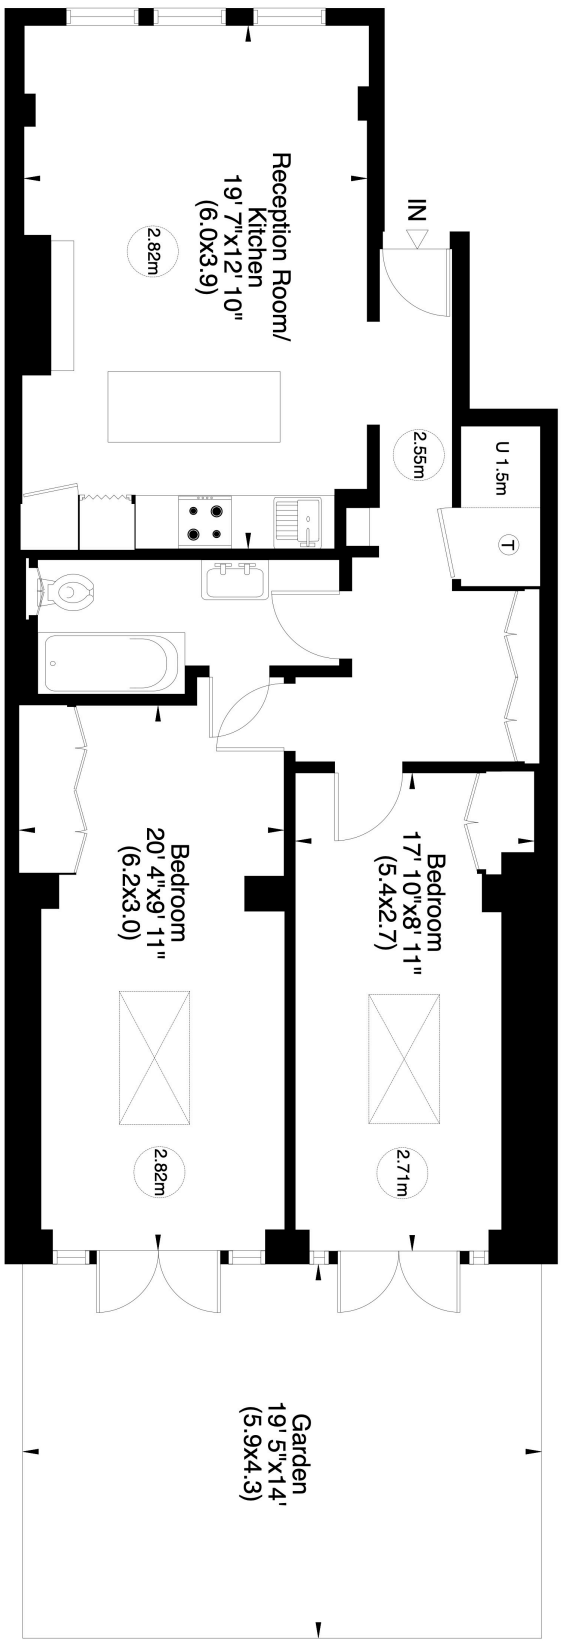 IN
Reception Room/
Kitchen
19' 7"x12' 10"
(6.0x3.9)
2.82m
2.55m
U 1.5m
T
Bedroom
17' 10"x8' 11"
(5.4x2.7)
2.71m
Bedroom
20' 4"x9' 11"
(6.2x3.0)
2.82m
Garden
19' 5"x14'
(5.9x4.3)